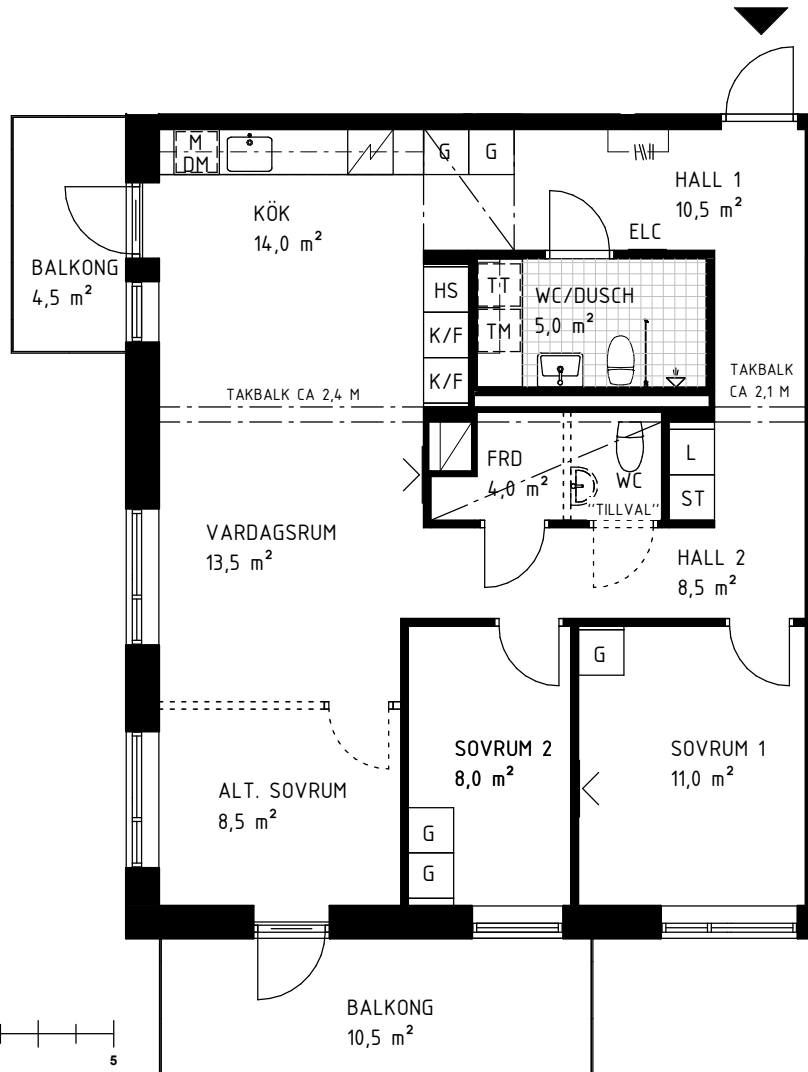 M
DM
G
G
HALL 1
10,5 m²
KÖK
14,0 m²
ELC
BALKONG
4,5 m²
HS
TT
WC/DUSCH
5,0 m²
K/F
TM
K/F
TAKBALK CA 2,4 M
TAKBALK
CA 2,1 M
FRD
4,0 m²
WC
L
"TILLVAL"
ST
VARDAGSRUM
13,5 m²
HALL 2
8,5 m²
G
SOVRUM 2
8,0 m²
SOVRUM 1
11,0 m²
ALT. SOVRUM
8,5 m²
G
G
BALKONG
10,5 m²
5